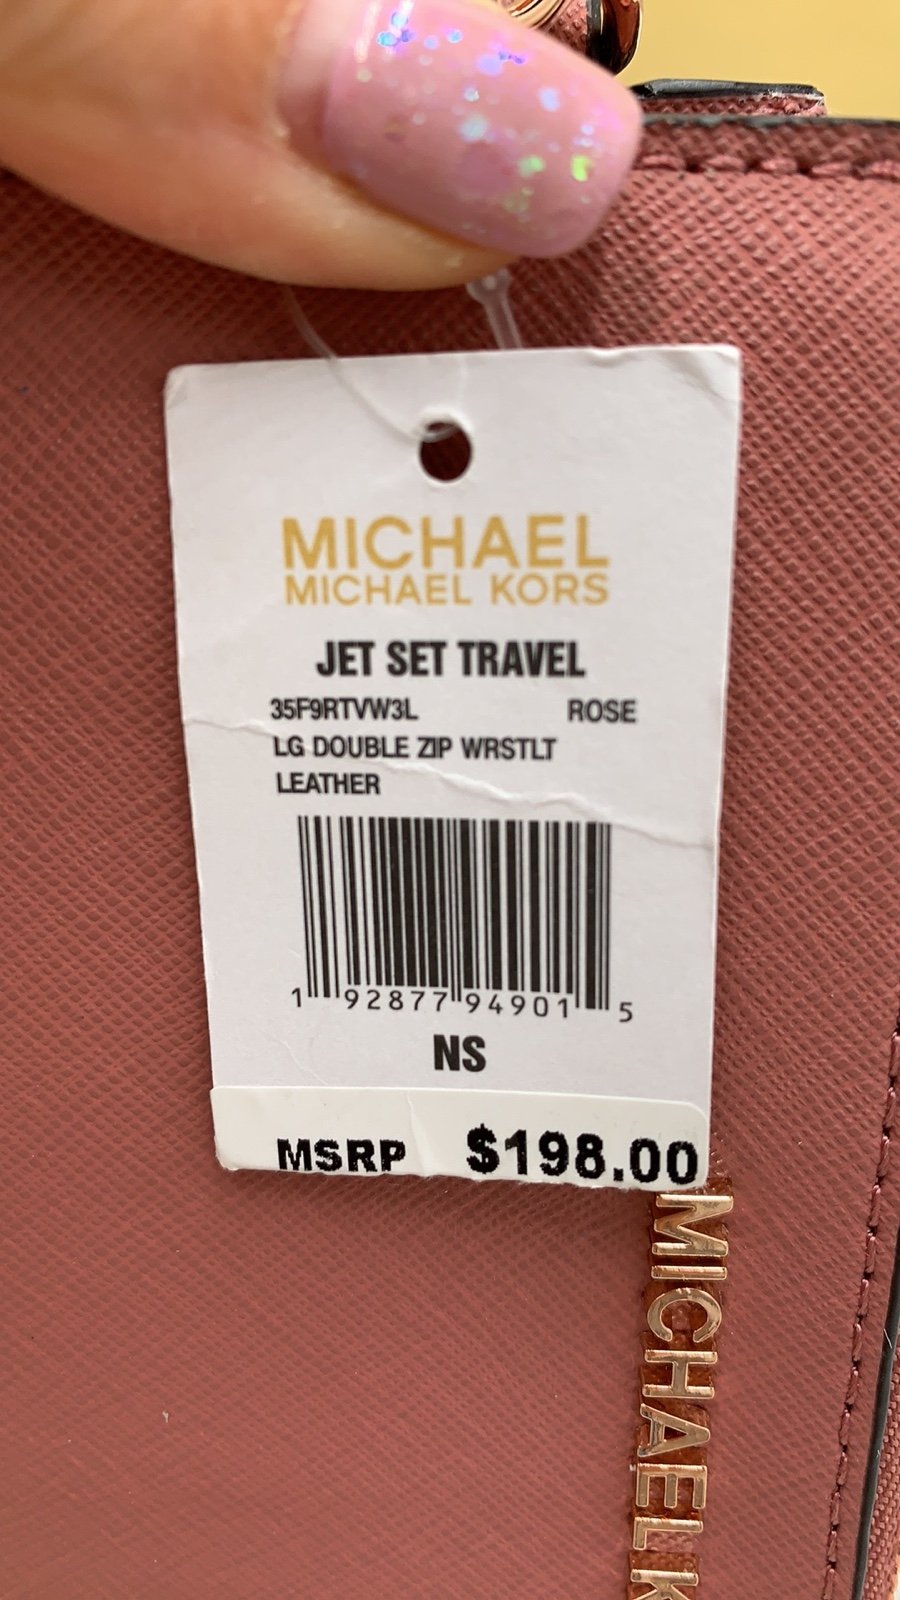 MICHAEL
MICHAEL KORS
JET SET TRAVEL
35F9RTVW3L ROSE
LG DOUBLE ZIP WRSTLT
LEATHER
1 92877 94901 5
NS
MSRP $198.00
MICHAEL K